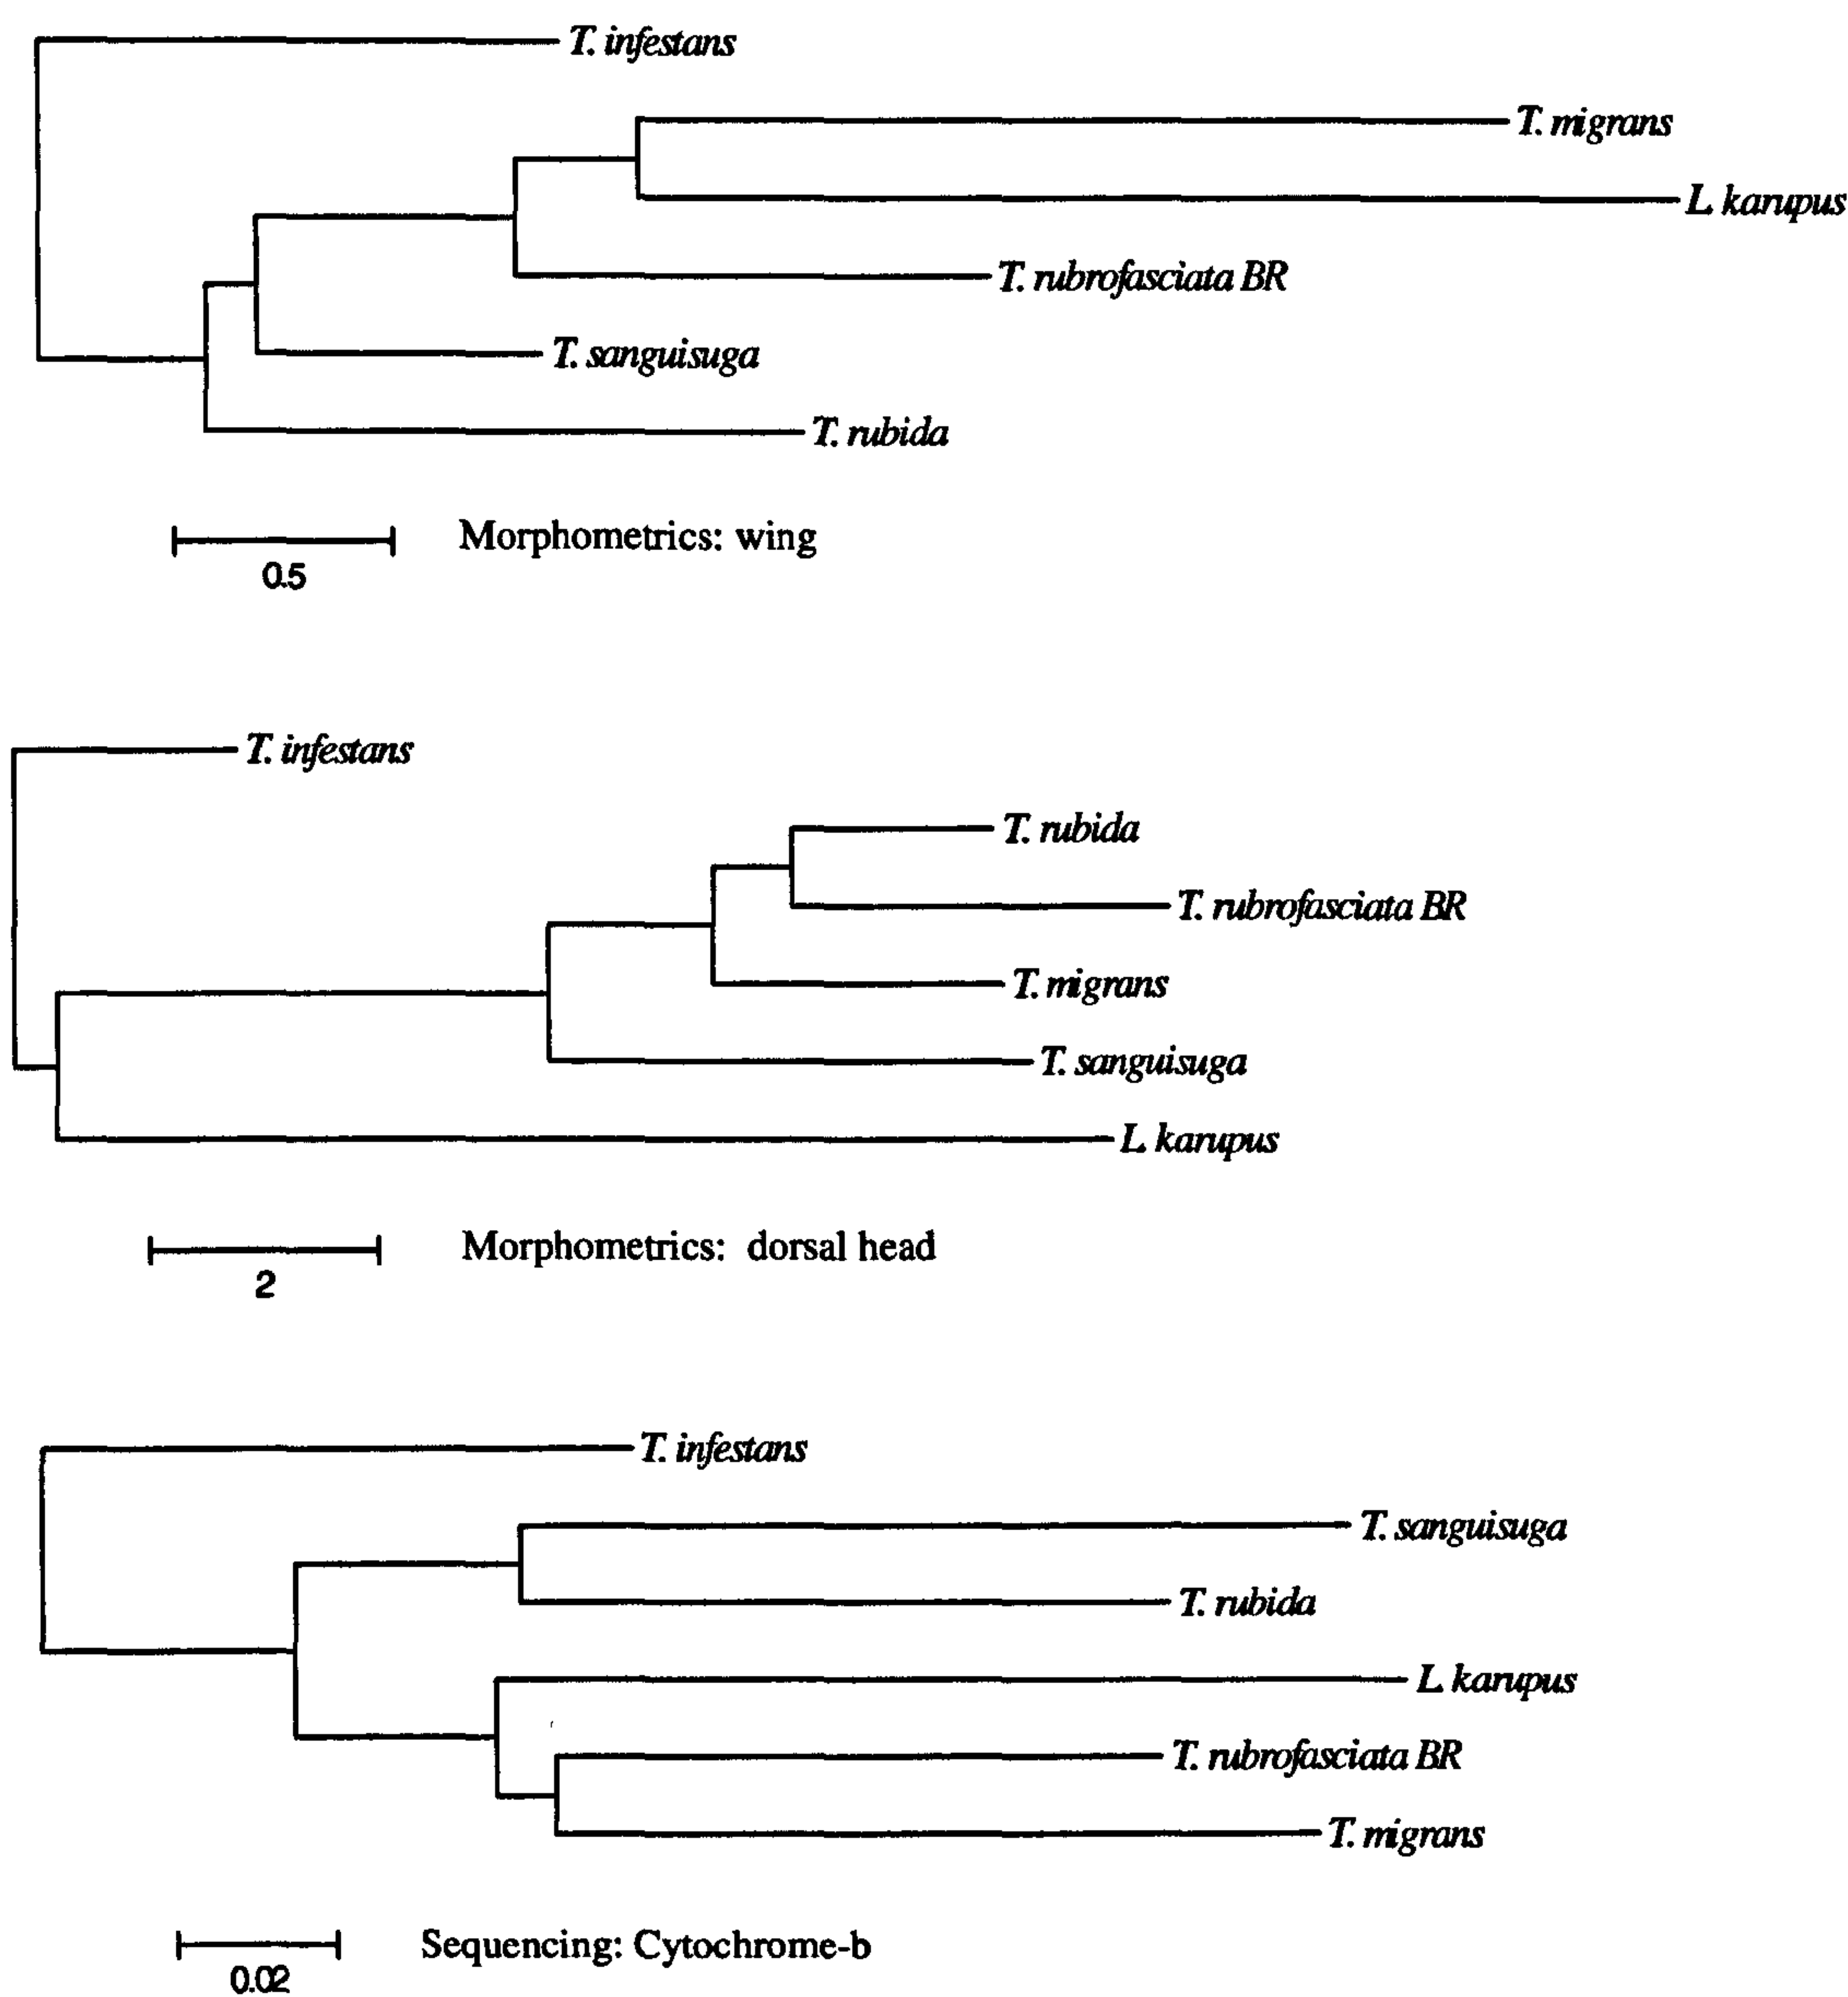 T. infestans
T. migrans
L. karupus
T. rubrofasciata BR
T. sanguisuga
T. rubida
0.5
Morphometrics: wing
T. infestans
T. rubida
T. rubrofasciata BR
T. migrans
T. sanguisuga
L. karupus
2
Morphometrics: dorsal head
T. infestans
T. sanguisuga
T. rubida
L. karupus
T. rubrofasciata BR
T. migrans
0.02
Sequencing: Cytochrome-b